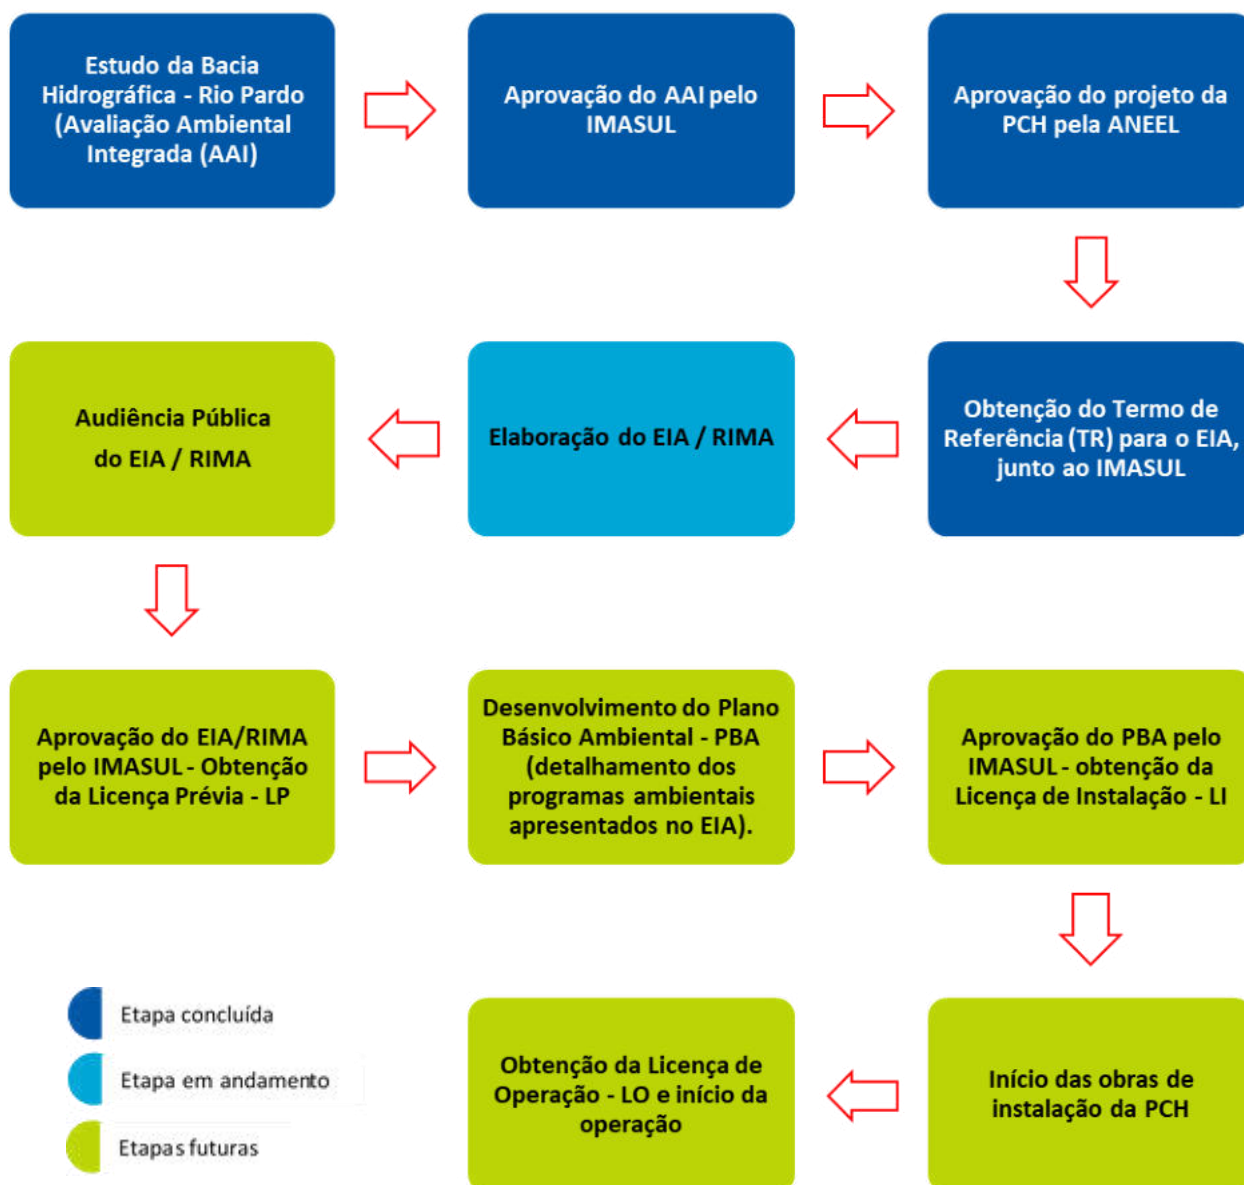 Estudo da Bacia
Hidrográfica - Rio Pardo
(Avaliação Ambiental
Integrada (AAI)
Aprovação do AAI pelo
IMASUL
Aprovação do projeto da
PCH pela ANEEL
Obtenção do Termo de
Referência (TR) para o EIA,
junto ao IMASUL
Elaboração do EIA / RIMA
Audiência Pública
do EIA / RIMA
Aprovação do EIA/RIMA
pelo IMASUL - Obtenção
da Licença Prévia - LP
Desenvolvimento do Plano
Básico Ambiental - PBA
(detalhamento dos
programas ambientais
apresentados no EIA).
Aprovação do PBA pelo
IMASUL - obtenção da
Licença de Instalação - LI
Início das obras de
instalação da PCH
Obtenção da Licença de
Operação - LO e início da
operação
Etapa concluída
Etapa em andamento
Etapas futuras